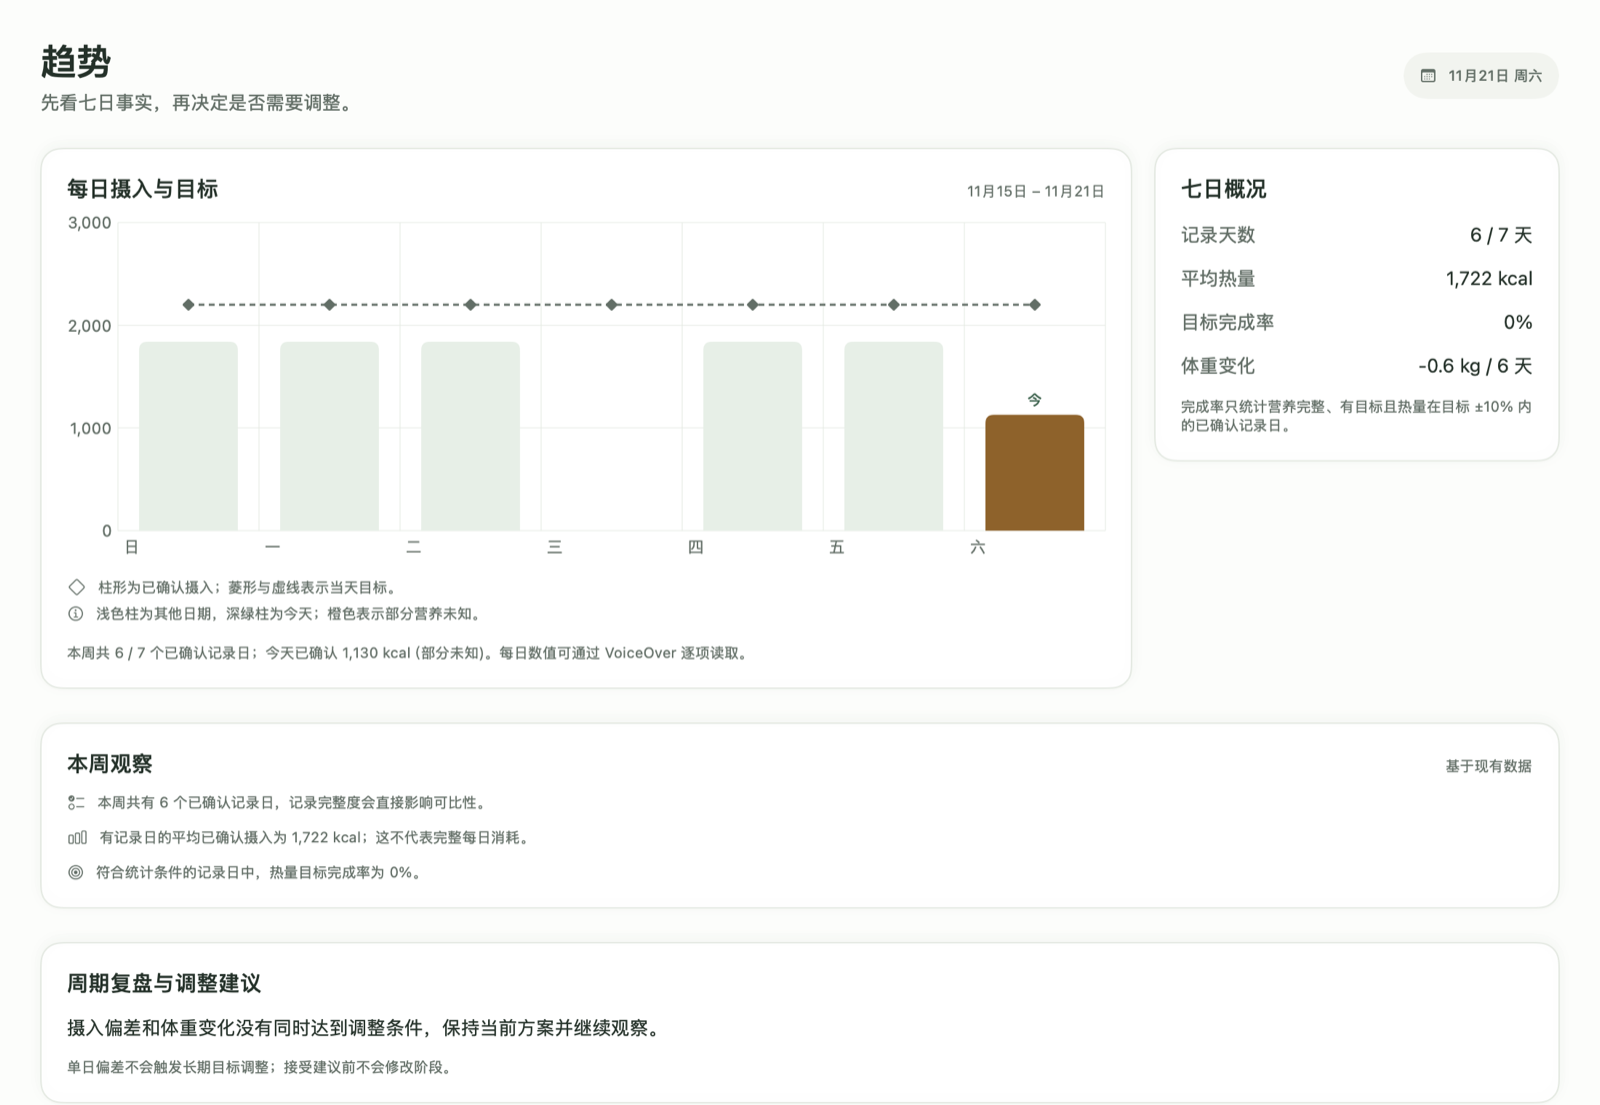 趋势
先看七日事实，再决定是否需要调整。
11月21日 周六
每日摄入与目标
11月15日 – 11月21日
3,000
2,000
1,000
0
今
日 一 二 三 四 五 六
柱形为已确认摄入；菱形与虚线表示当天目标。
浅色柱为其他日期，深绿柱为今天；橙色表示部分营养未知。
本周共 6 / 7 个已确认记录日；今天已确认 1,130 kcal (部分未知)。每日数值可通过 VoiceOver 逐项读取。
七日概况
记录天数 6 / 7 天
平均热量 1,722 kcal
目标完成率 0%
体重变化 -0.6 kg / 6 天
完成率只统计营养完整、有目标且热量在目标 ±10% 内
的已确认记录日。
本周观察
基于现有数据
本周共有 6 个已确认记录日，记录完整度会直接影响可比性。
有记录日的平均已确认摄入为 1,722 kcal；这不代表完整每日消耗。
符合统计条件的记录日中，热量目标完成率为 0%。
周期复盘与调整建议
摄入偏差和体重变化没有同时达到调整条件，保持当前方案并继续观察。
单日偏差不会触发长期目标调整；接受建议前不会修改阶段。